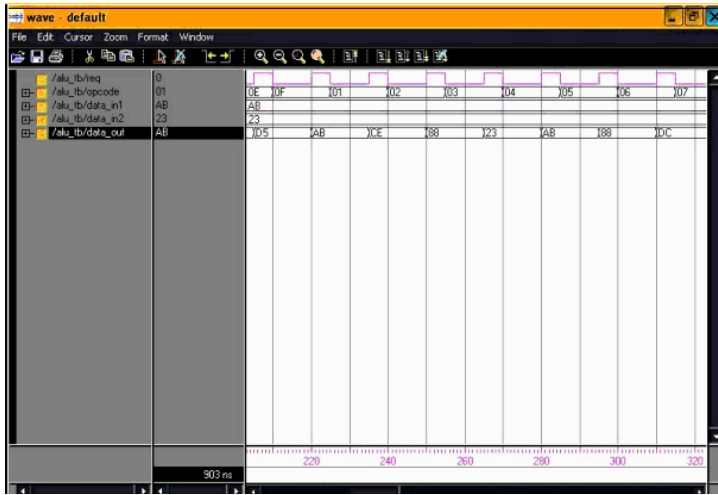 wave - default
File Edit Cursor Zoom Format Window
/alu_tb/req 0
/alu_tb/opcode 01 0E 0F 01 02 03 04 05 06 07
/alu_tb/data_in1 AB AB
/alu_tb/data_in2 23 23
/alu_tb/data_out AB D5 AB CE 88 23 AB 88 DC
220 240 260 280 300 320
903 ns